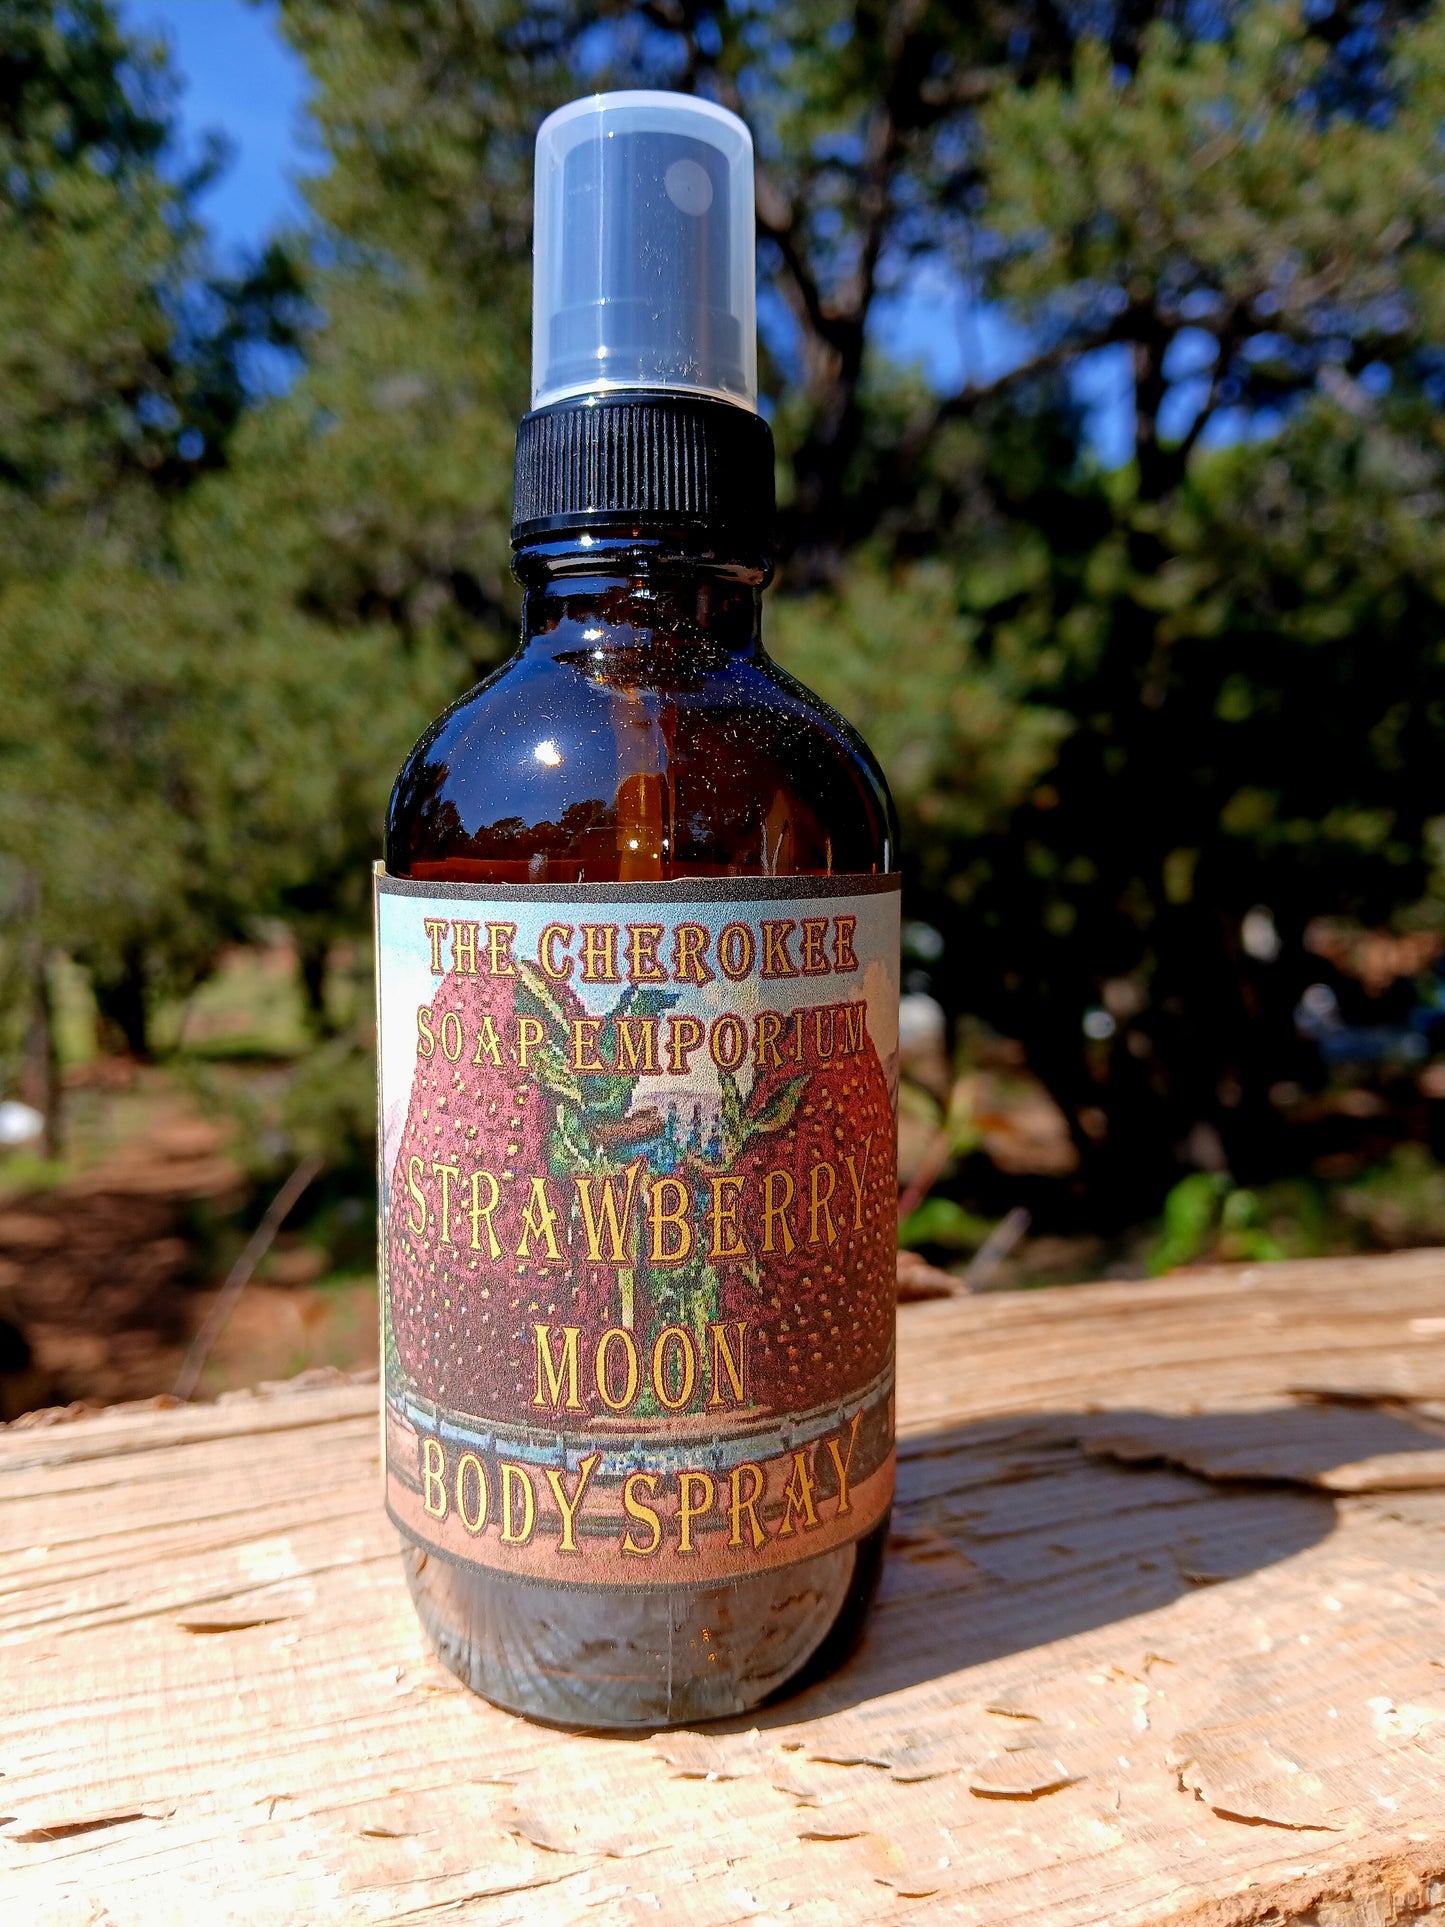 THE CHEROKEE
SOAP EMPORIUM
STRAWBERRY
MOON
BODY SPRAY